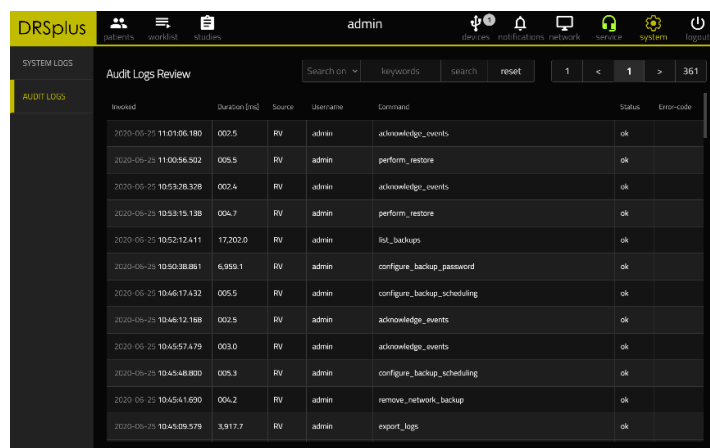 DRSplus
patients worklist studies
admin
1
devices notifications network service system logout
SYSTEM LOGS
AUDIT LOGS
Audit Logs Review
Search on keywords search reset 1 < 1 > 361
Invoked Duration [ms] Source Username Command Status Error-code
2020-06-25 11:01:06.180 002.5 RV admin acknowledge_events ok
2020-06-25 11:00:56.502 005.5 RV admin perform_restore ok
2020-06-25 10:53:28.328 002.4 RV admin acknowledge_events ok
2020-06-25 10:53:15.138 004.7 RV admin perform_restore ok
2020-06-25 10:52:12.411 17,202.0 RV admin list_backups ok
2020-06-25 10:50:38.861 6,959.1 RV admin configure_backup_password ok
2020-06-25 10:46:17.432 005.5 RV admin configure_backup_scheduling ok
2020-06-25 10:46:12.168 002.5 RV admin acknowledge_events ok
2020-06-25 10:45:57.479 003.0 RV admin acknowledge_events ok
2020-06-25 10:45:48.800 005.3 RV admin configure_backup_scheduling ok
2020-06-25 10:45:41.690 004.2 RV admin remove_network_backup ok
2020-06-25 10:45:09.579 3,917.7 RV admin export_logs ok